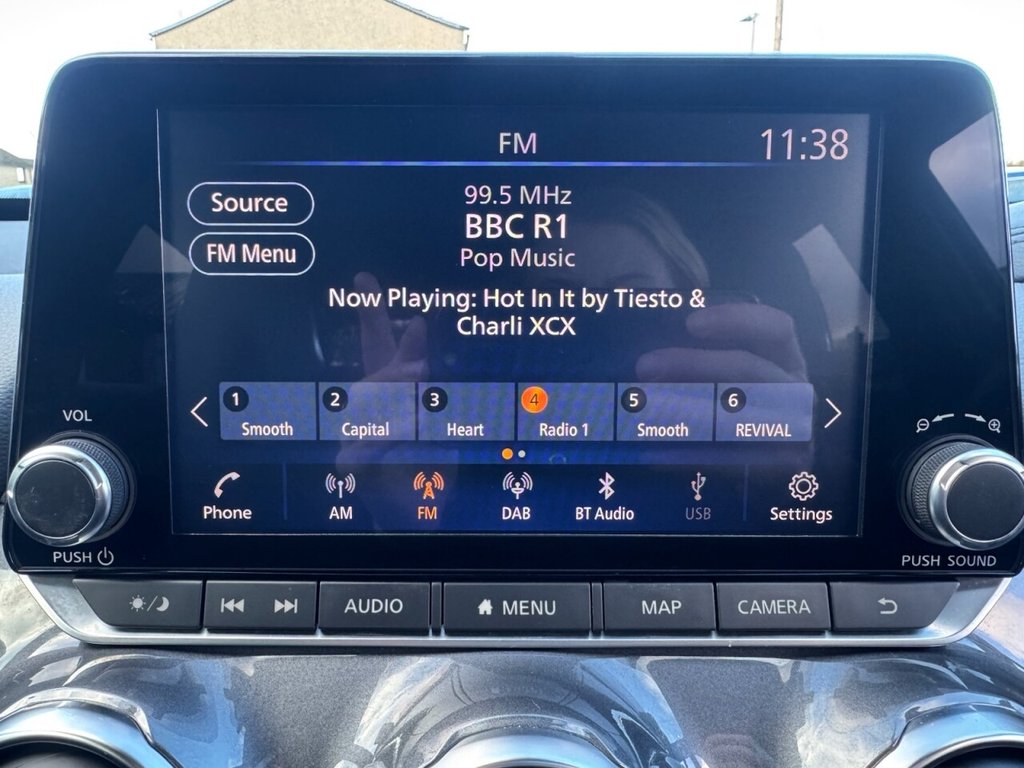 FM
11:38
Source
99.5 MHz
BBC R1
FM Menu
Pop Music
Now Playing: Hot In It by Tiesto &
Charli XCX
1 2 3 4 5 6
Smooth Capital Heart Radio 1 Smooth REVIVAL
VOL
Phone AM FM DAB BT Audio USB Settings
PUSH
PUSH SOUND
AUDIO MENU MAP CAMERA